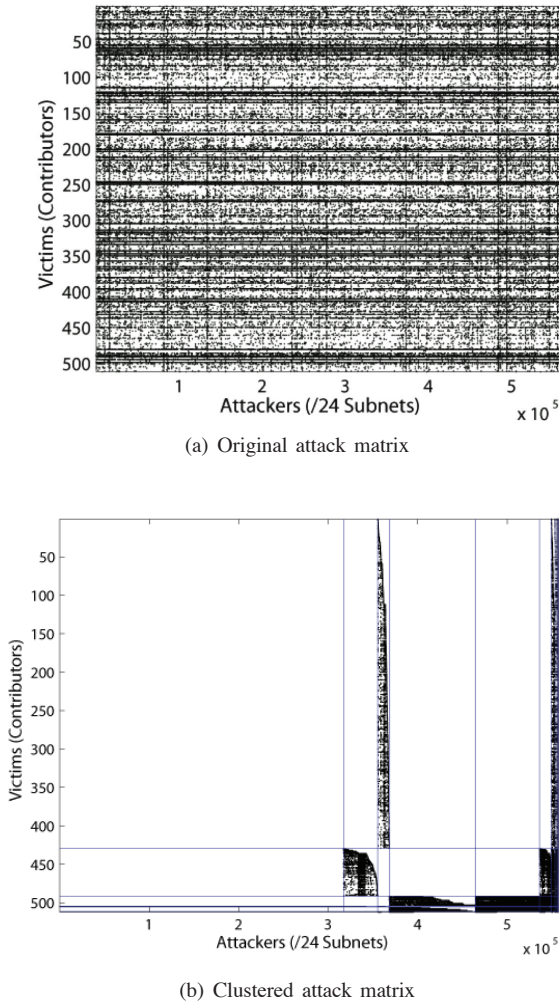 50
100
150
200
250
300
350
400
450
500
Victims (Contributors)
1 2 3 4 5
Attackers (/24 Subnets)
x 10^5
(a) Original attack matrix
50
100
150
200
250
300
350
400
450
500
Victims (Contributors)
1 2 3 4 5
Attackers (/24 Subnets)
x 10^5
(b) Clustered attack matrix